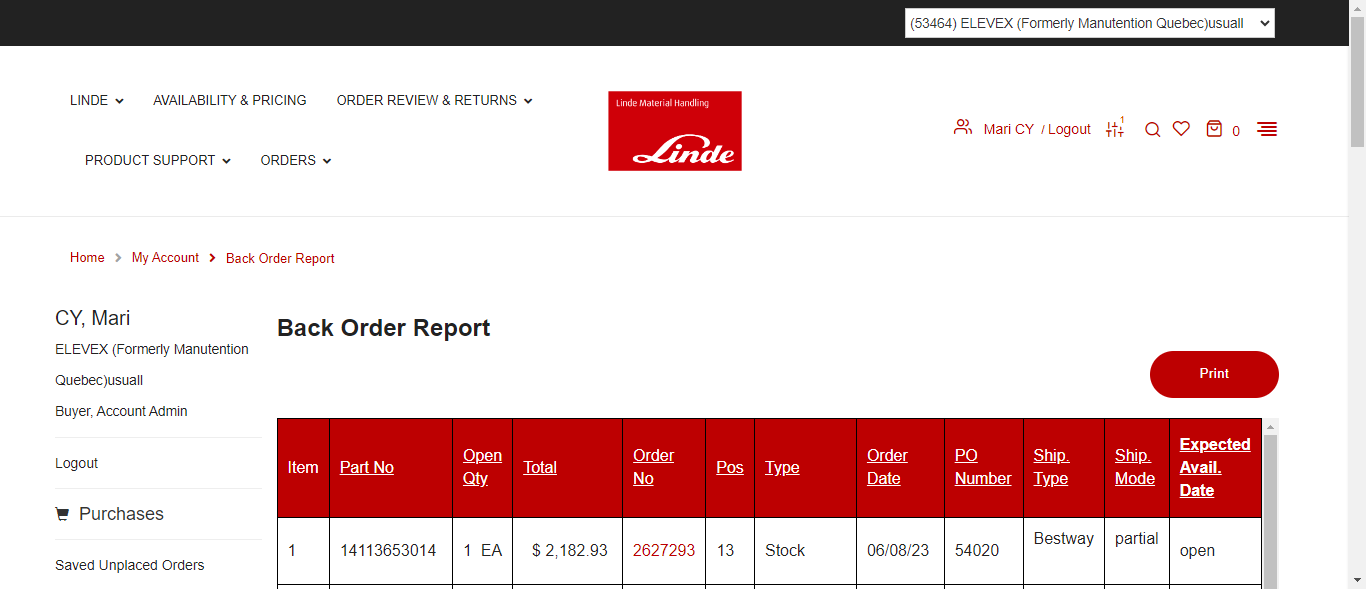 (53464) ELEVEX (Formerly Manutention Quebec)usuall
LINDE
AVAILABILITY & PRICING
ORDER REVIEW & RETURNS
PRODUCT SUPPORT
ORDERS
Linde Material Handling
Linde
Mari CY / Logout
1
0
Home
My Account
Back Order Report
CY, Mari
ELEVEX (Formerly Manutention
Quebec)usuall
Buyer, Account Admin
Logout
Purchases
Saved Unplaced Orders
Back Order Report
Print
Item Part No Open Qty Total Order No Pos Type Order Date PO Number Ship. Type Ship. Mode Expected Avail. Date
1 14113653014 1 EA $ 2,182.93 2627293 13 Stock 06/08/23 54020 Bestway partial open